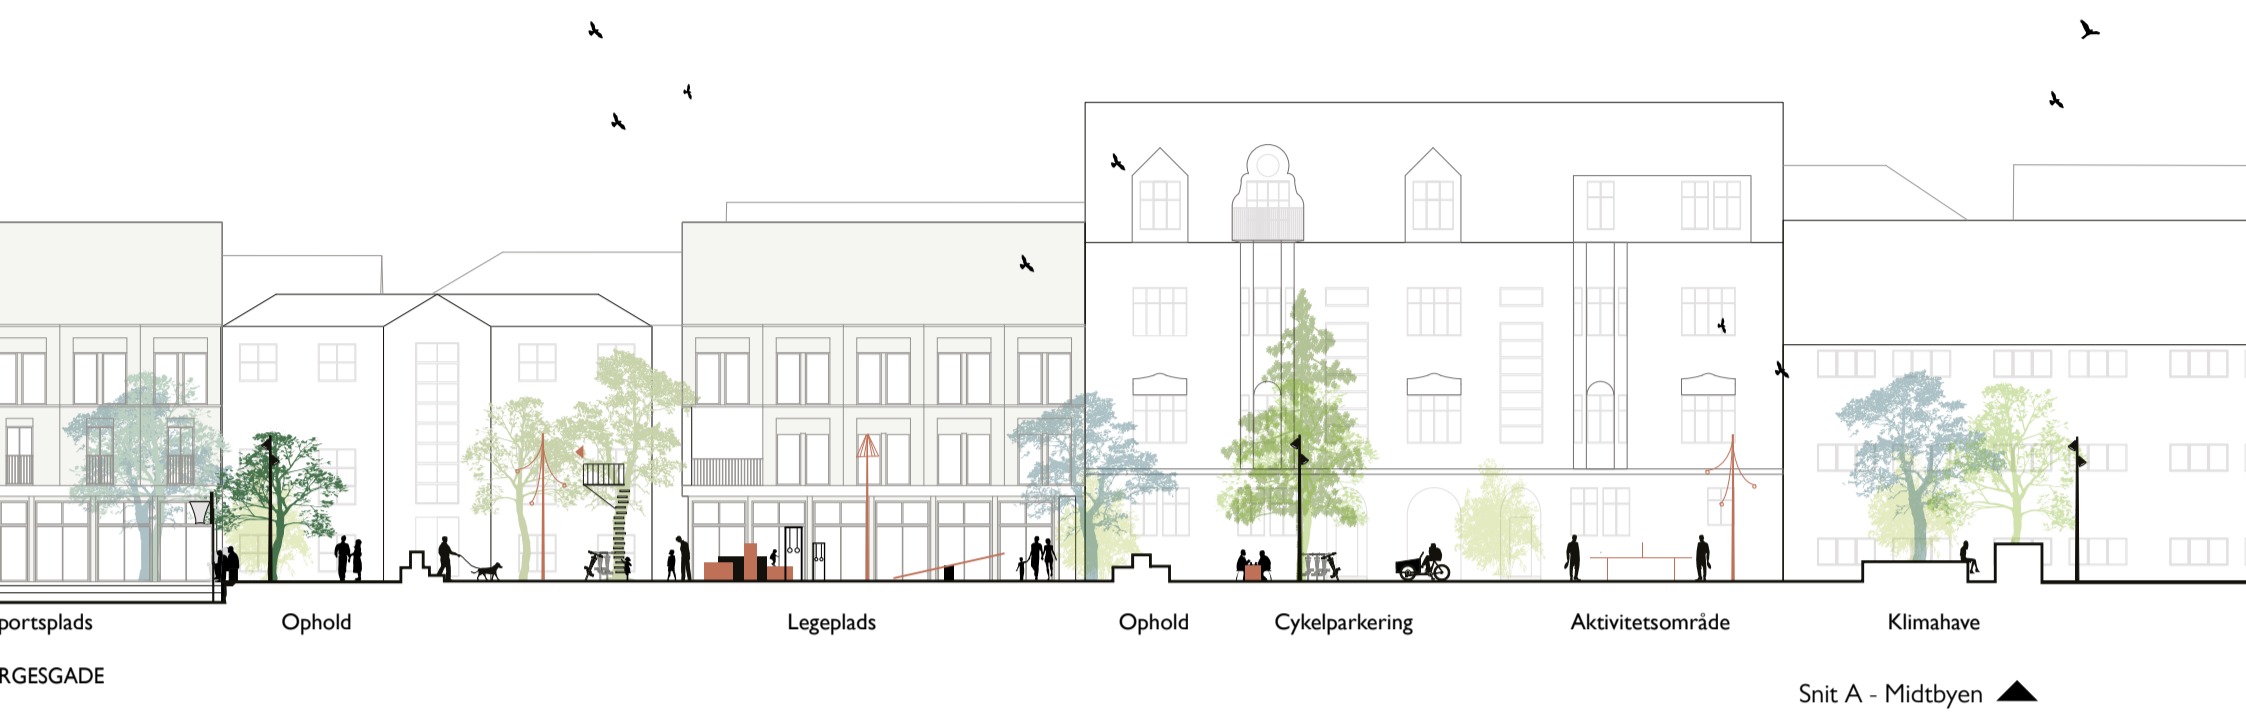 portsplads
Ophold
Legeplads
Ophold
Cykelparkering
Aktivitetsområde
Klimahave
RGESGADE
Snit A - Midtbyen